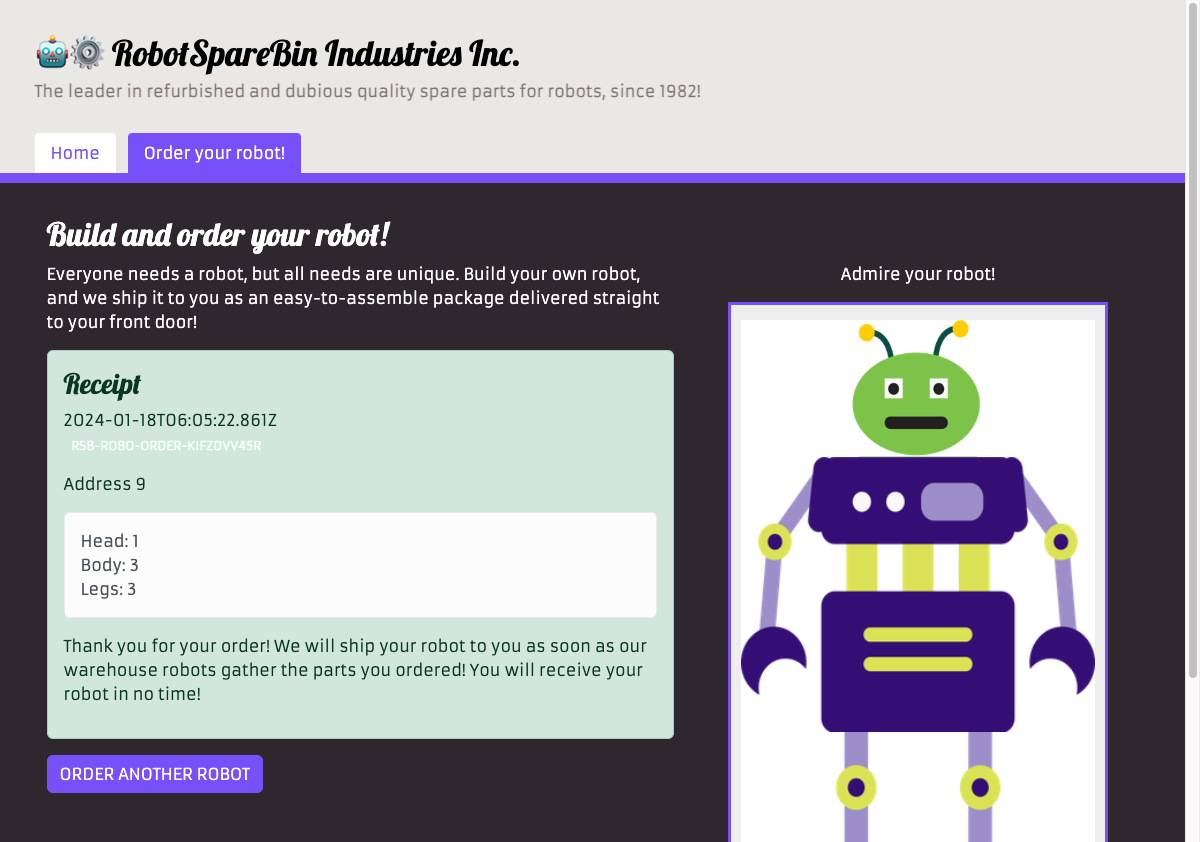 RobotSpareBin Industries Inc.
The leader in refurbished and dubious quality spare parts for robots, since 1982!
Home
Order your robot!
Build and order your robot!
Everyone needs a robot, but all needs are unique. Build your own robot,
and we ship it to you as an easy-to-assemble package delivered straight
to your front door!
Receipt
2024-01-18T06:05:22.861Z
RSB-ROBO-ORDER-KIFZ0VV45R
Address 9
Head: 1
Body: 3
Legs: 3
Thank you for your order! We will ship your robot to you as soon as our
warehouse robots gather the parts you ordered! You will receive your
robot in no time!
ORDER ANOTHER ROBOT
Admire your robot!